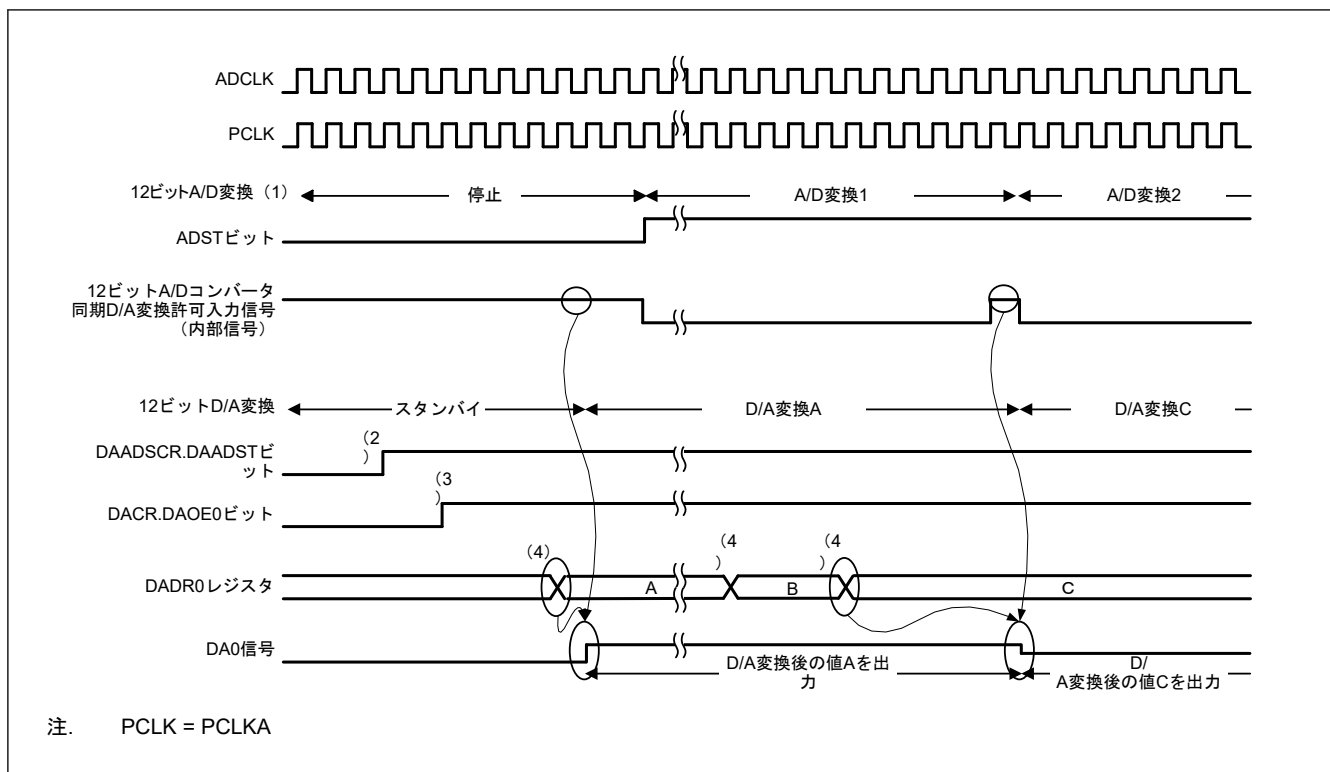 ADCLK
PCLK
12ビットA/D変換（1）
停止
A/D変換1
A/D変換2
ADSTビット
12ビットA/Dコンバータ
同期D/A変換許可入力信号
（内部信号）
12ビットD/A変換
スタンバイ
D/A変換A
D/A変換C
DAADSCR.DAADSTビ
ット
（2
）
DACR.DAOE0ビット
（3
）
（4）
（4
）
（4
）
DADR0レジスタ
A
B
C
DA0信号
D/A変換後の値Aを出
力
D/
A変換後の値Cを出力
注. PCLK = PCLKA